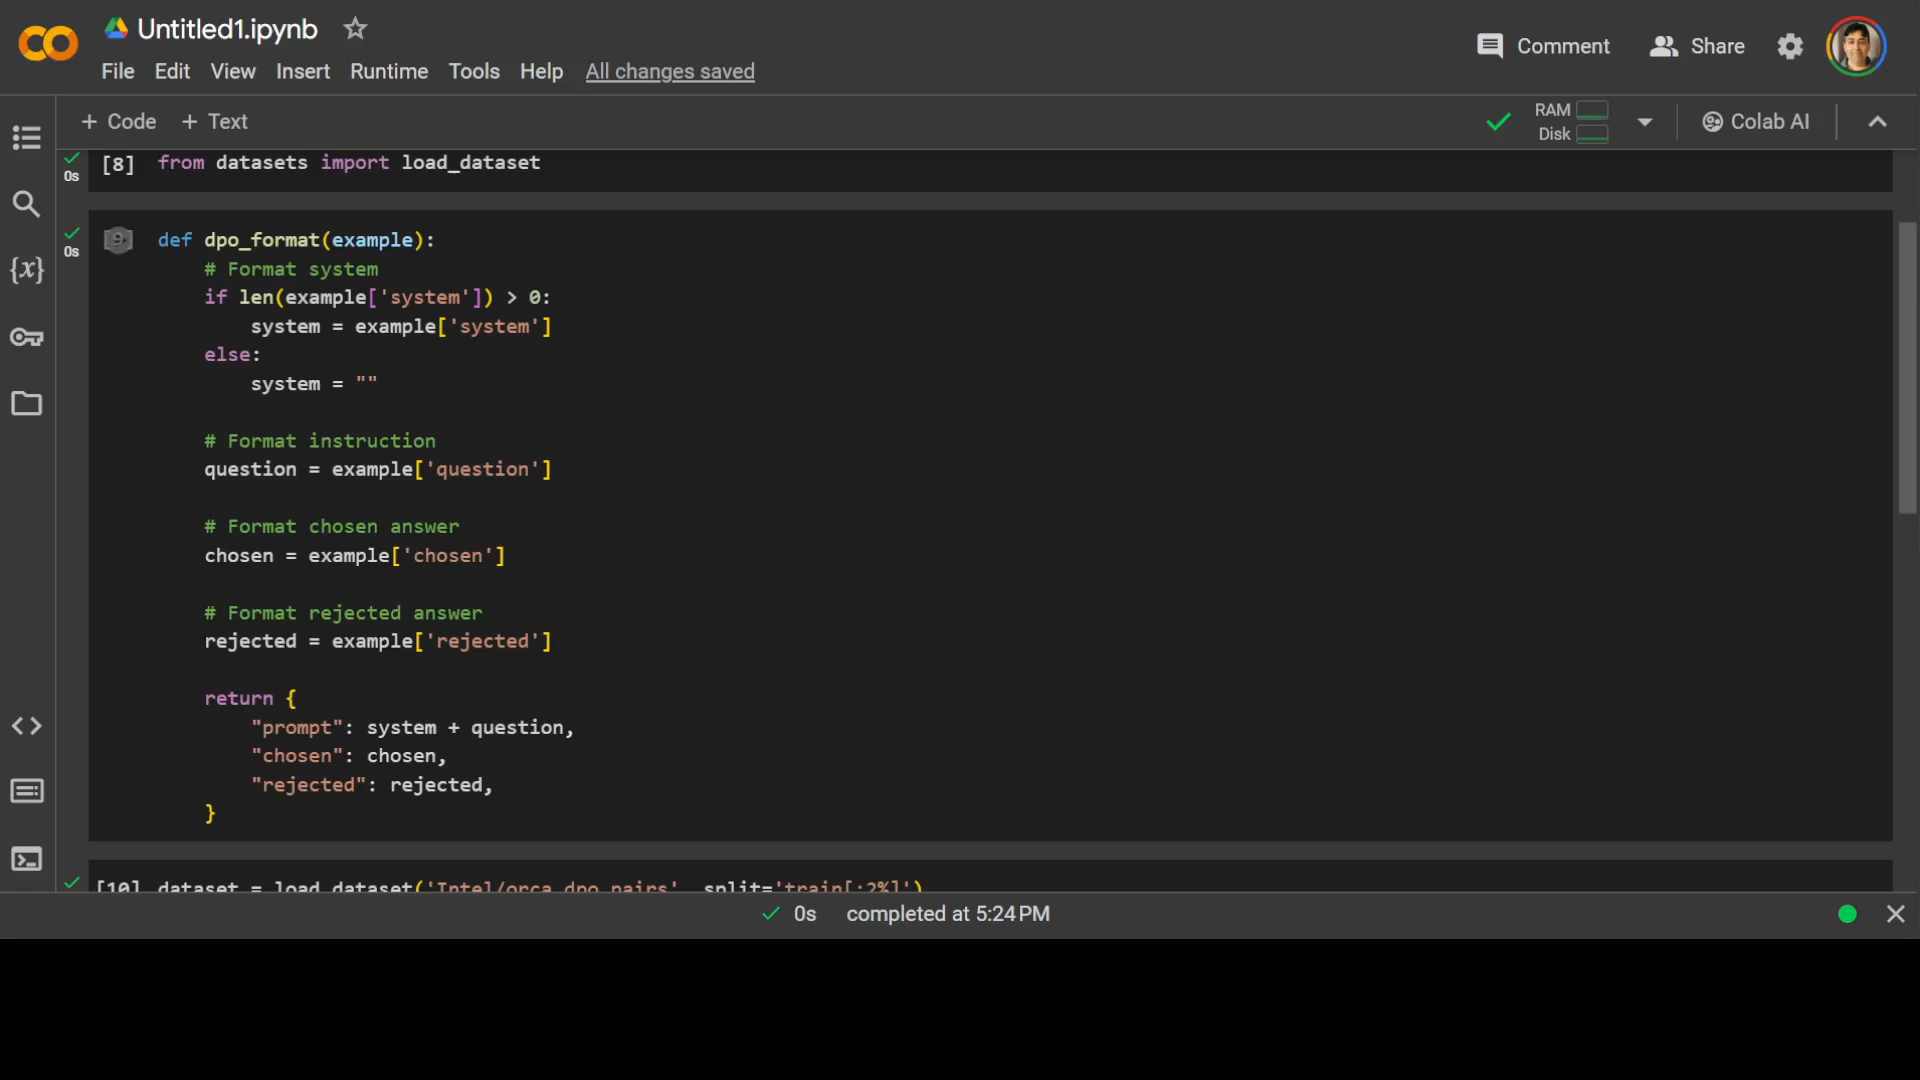 Untitled1.ipynb
File Edit View Insert Runtime Tools Help All changes saved
Comment
Share
+ Code + Text
RAM
Disk
Colab AI
[8] from datasets import load_dataset
0s
0s
def dpo_format(example):
# Format system
if len(example['system']) > 0:
system = example['system']
else:
system = ""
# Format instruction
question = example['question']
# Format chosen answer
chosen = example['chosen']
# Format rejected answer
rejected = example['rejected']
return {
"prompt": system + question,
"chosen": chosen,
"rejected": rejected,
}
[10] dataset = load_dataset('Intel/orca_dpo_pairs', split='train[:2%]')
0s completed at 5:24 PM